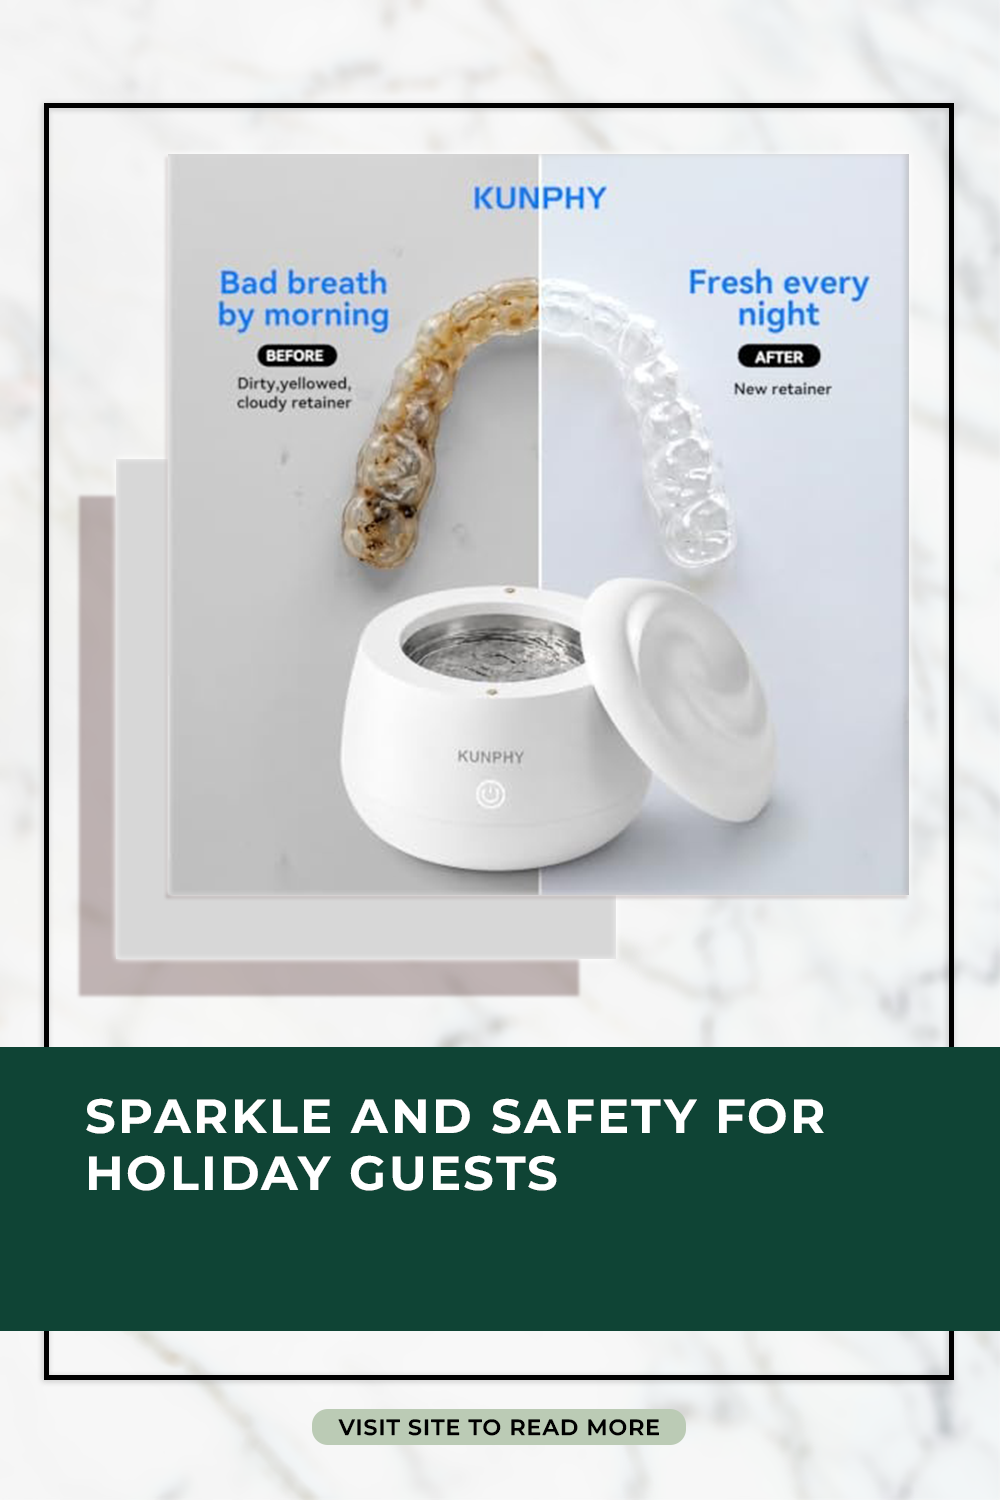 KUNPHY
Bad breath
by morning
BEFORE
Dirty,yellowed,
cloudy retainer
Fresh every
night
AFTER
New retainer
KUNPHY
SPARKLE AND SAFETY FOR
HOLIDAY GUESTS
VISIT SITE TO READ MORE